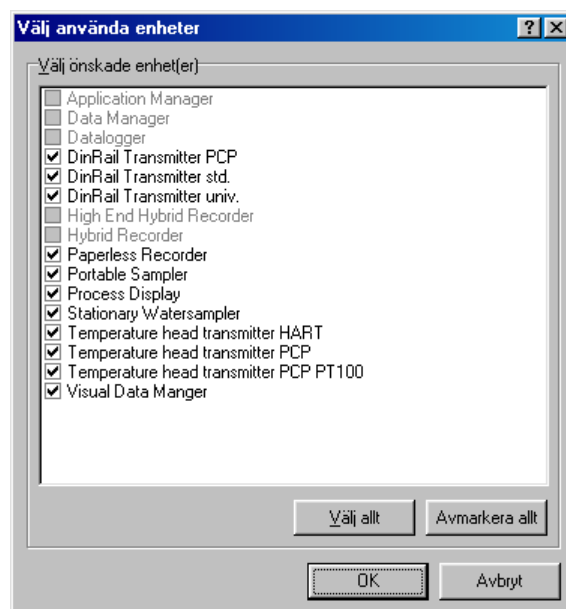 Välj använda enheter
Välj önskade enhet(er)
Application Manager
Data Manager
Datalogger
DinRail Transmitter PCP
DinRail Transmitter std.
DinRail Transmitter univ.
High End Hybrid Recorder
Hybrid Recorder
Paperless Recorder
Portable Sampler
Process Display
Stationary Watersampler
Temperature head transmitter HART
Temperature head transmitter PCP
Temperature head transmitter PCP PT100
Visual Data Manger
Välj allt Avmarkera allt
OK Avbryt